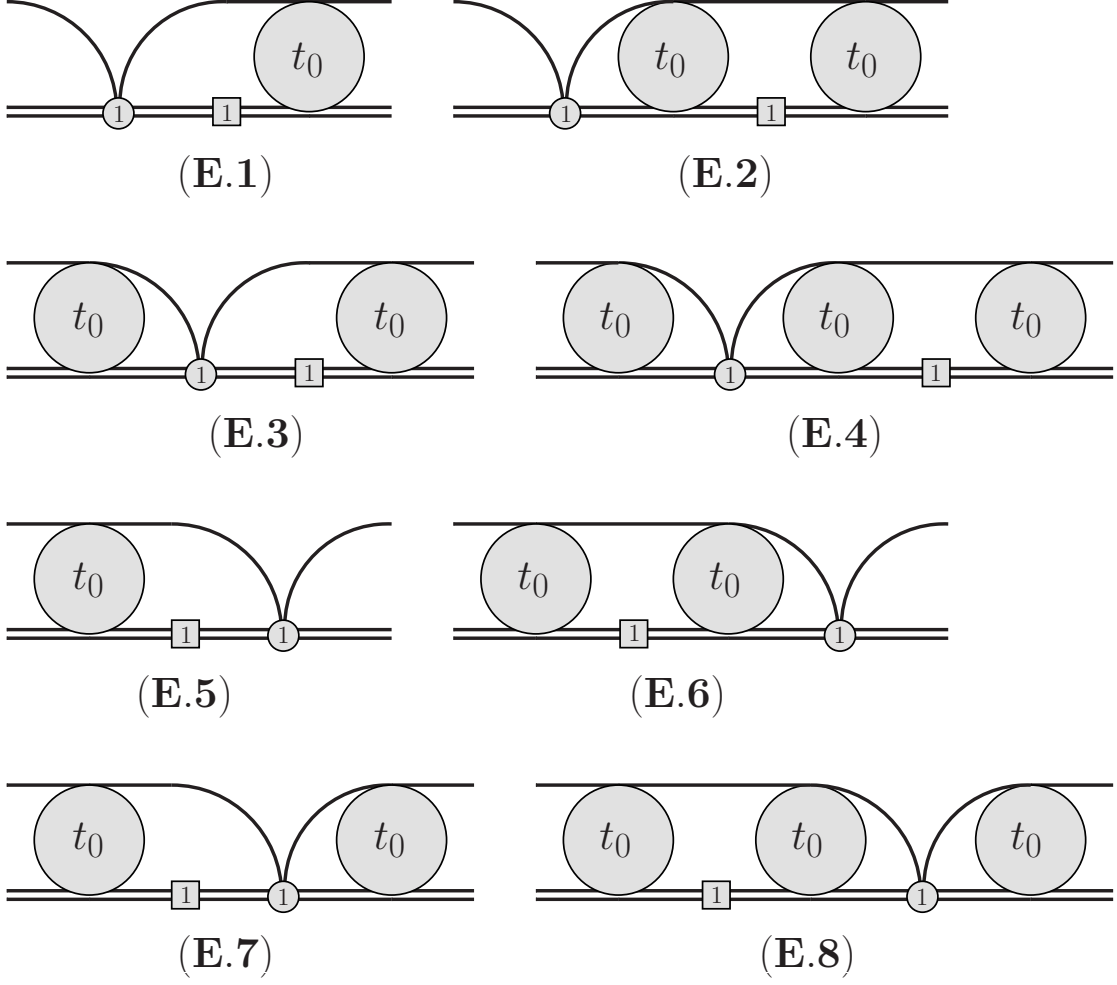 t₀
1 1
(E.1)
t₀ t₀
1 1
(E.2)
t₀ t₀
1 1
(E.3)
t₀ t₀ t₀
1 1
(E.4)
t₀
1 1
(E.5)
t₀ t₀
1 1
(E.6)
t₀ t₀
1 1
(E.7)
t₀ t₀ t₀
1 1
(E.8)